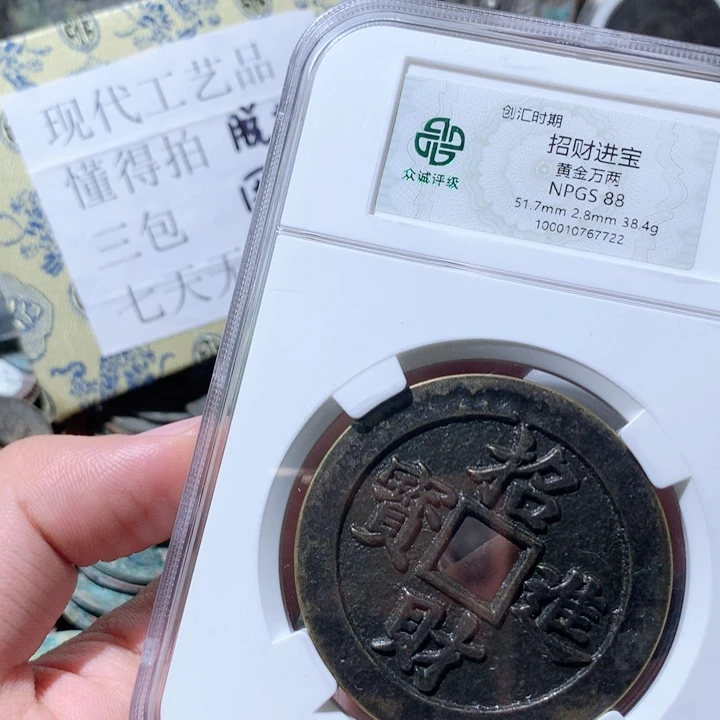 现代工艺品
懂得拍
三包
七天无
创汇时期
招财进宝
黄金万两
NPGS 88
51.7mm 2.8mm 38.4g
100010767722
众诚评级
招
財
進
寶